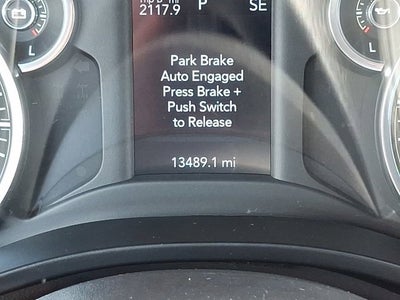 2117.9 P SE
Park Brake
Auto Engaged
Press Brake +
Push Switch
to Release
L L
13489.1 mi